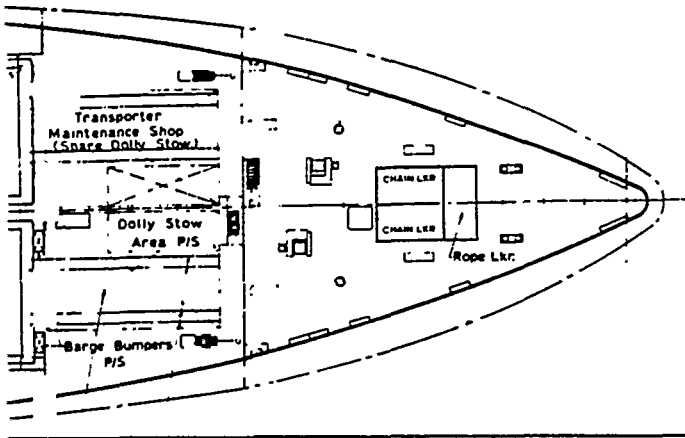 Transporter
Maintenance Shop
(Spare Dolly Stow)
CHAIN LKR
CHAIN LKR
Rope Lkr.
Dolly Stow
Area P/S
Barge Bumpers
P/S